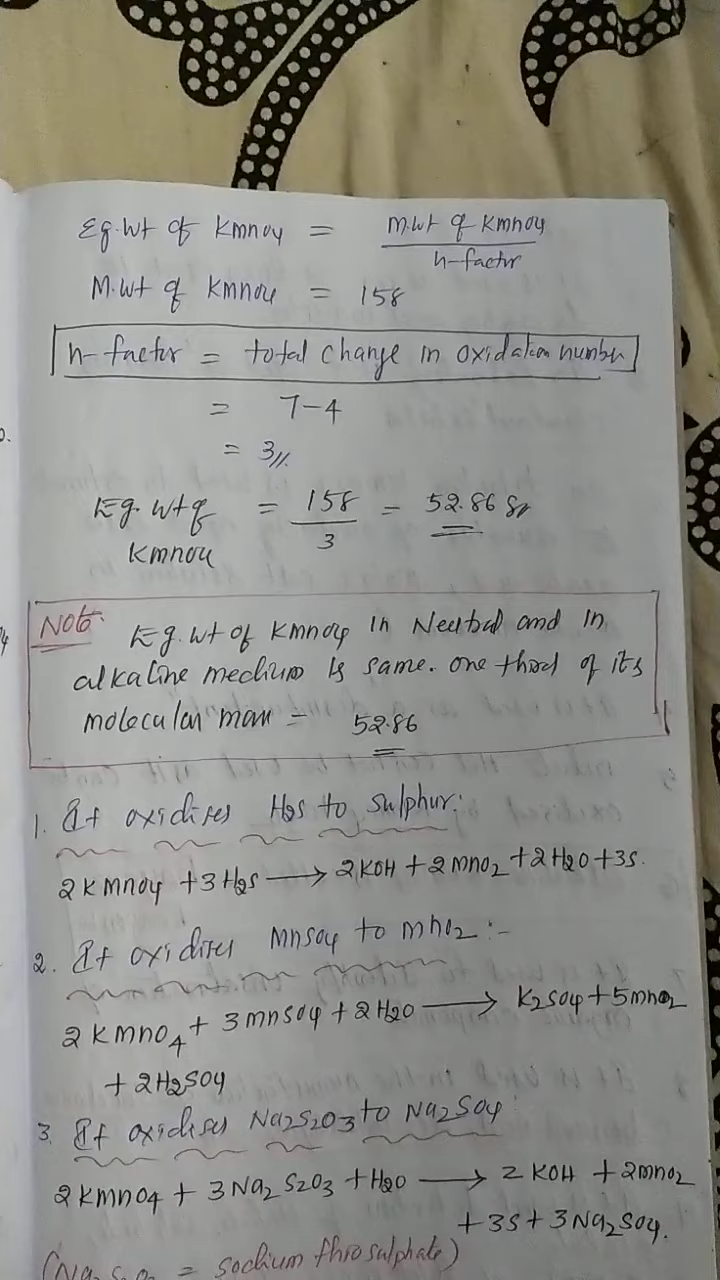 Eq.wt of kmno4 = M.wt of kmno4
n-factor
M.wt of kmno4 = 158
n-factor = total change in oxidation number
= 7-4
= 3//.
Eq. wt of = 158 = 52.86 gr
3
kmno4
Note: Eq.wt of kmno4 in Neutral and in
alkaline medium is same. one third of its
molecular mass = 52.86
1. It oxidises H2s to sulphur:
2kmno4 + 3H2s ⟶ 2KOH + 2mno2 + 2H2O + 3s.
2. It oxidises mnso4 to mno2 :-
2kmno4 + 3mnso4 + 2H2O ⟶ K2so4 + 5mno2
+ 2H2SO4
3. It oxidises Na2S2O3 to Na2SO4
2kmno4 + 3Na2S2O3 + H2O ⟶ 2KOH + 2mno2
+ 3s + 3Na2SO4.
= sodium throsulphate)